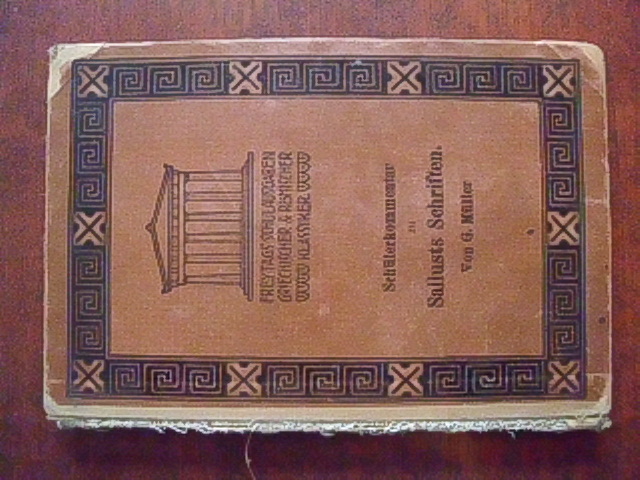 FREYTAGS SCHULAUSGABEN
GRIECHISCHER & RÖMISCHER
KLASSIKER
Schülerkommentar
zu
Sallusts Schriften.
Von G. Müller